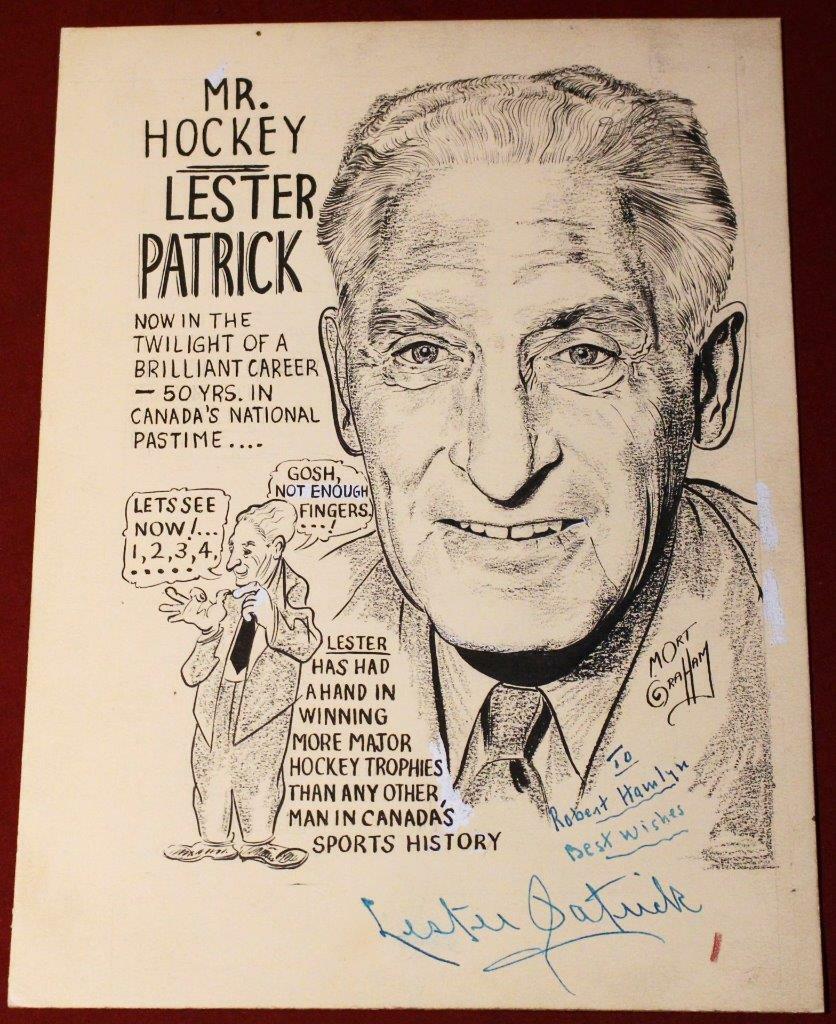 MR.
HOCKEY
LESTER
PATRICK
NOW IN THE
TWILIGHT OF A
BRILLIANT CAREER
— 50 YRS. IN
CANADA'S NATIONAL
PASTIME....
LETS SEE
NOW!...
1,2,3,4,
.....
GOSH,
NOT ENOUGH
FINGERS.
...!
LESTER
HAS HAD
A HAND IN
WINNING
MORE MAJOR
HOCKEY TROPHIES
THAN ANY OTHER
MAN IN CANADA'S
SPORTS HISTORY
MORT
GRAHAM
To
Robert Hamlyn
Best Wishes
Lester Patrick